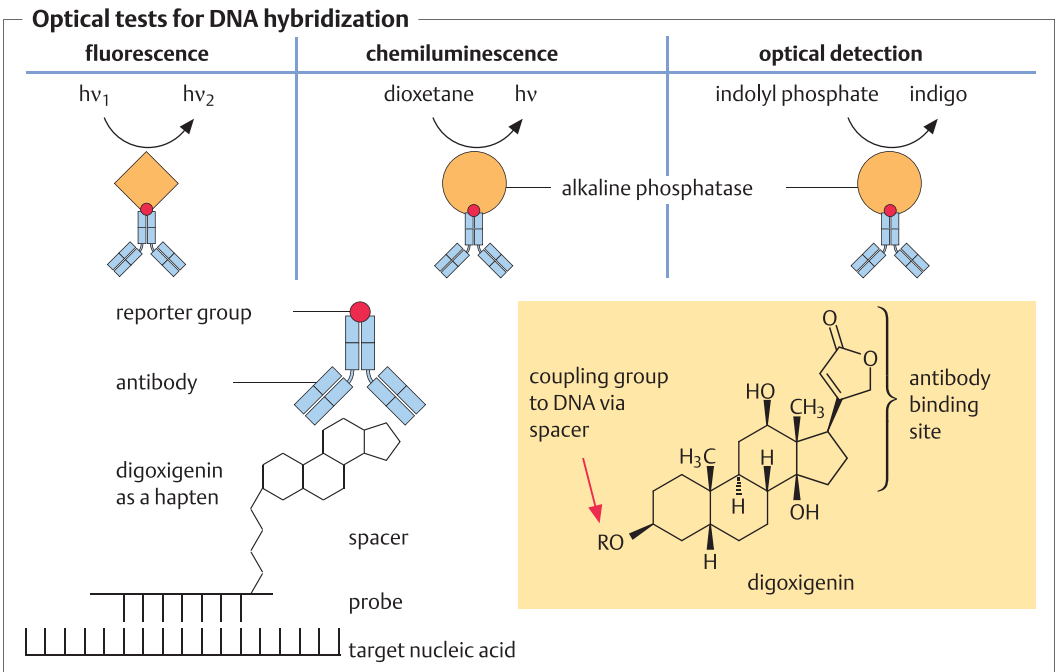 Optical tests for DNA hybridization
fluorescence
chemiluminescence
optical detection
hν1
hν2
dioxetane
hν
indolyl phosphate
indigo
alkaline phosphatase
reporter group
antibody
digoxigenin
as a hapten
spacer
probe
target nucleic acid
coupling group
to DNA via
spacer
O
O
HO
CH3
H3C
H
H
OH
RO
H
antibody
binding
site
digoxigenin